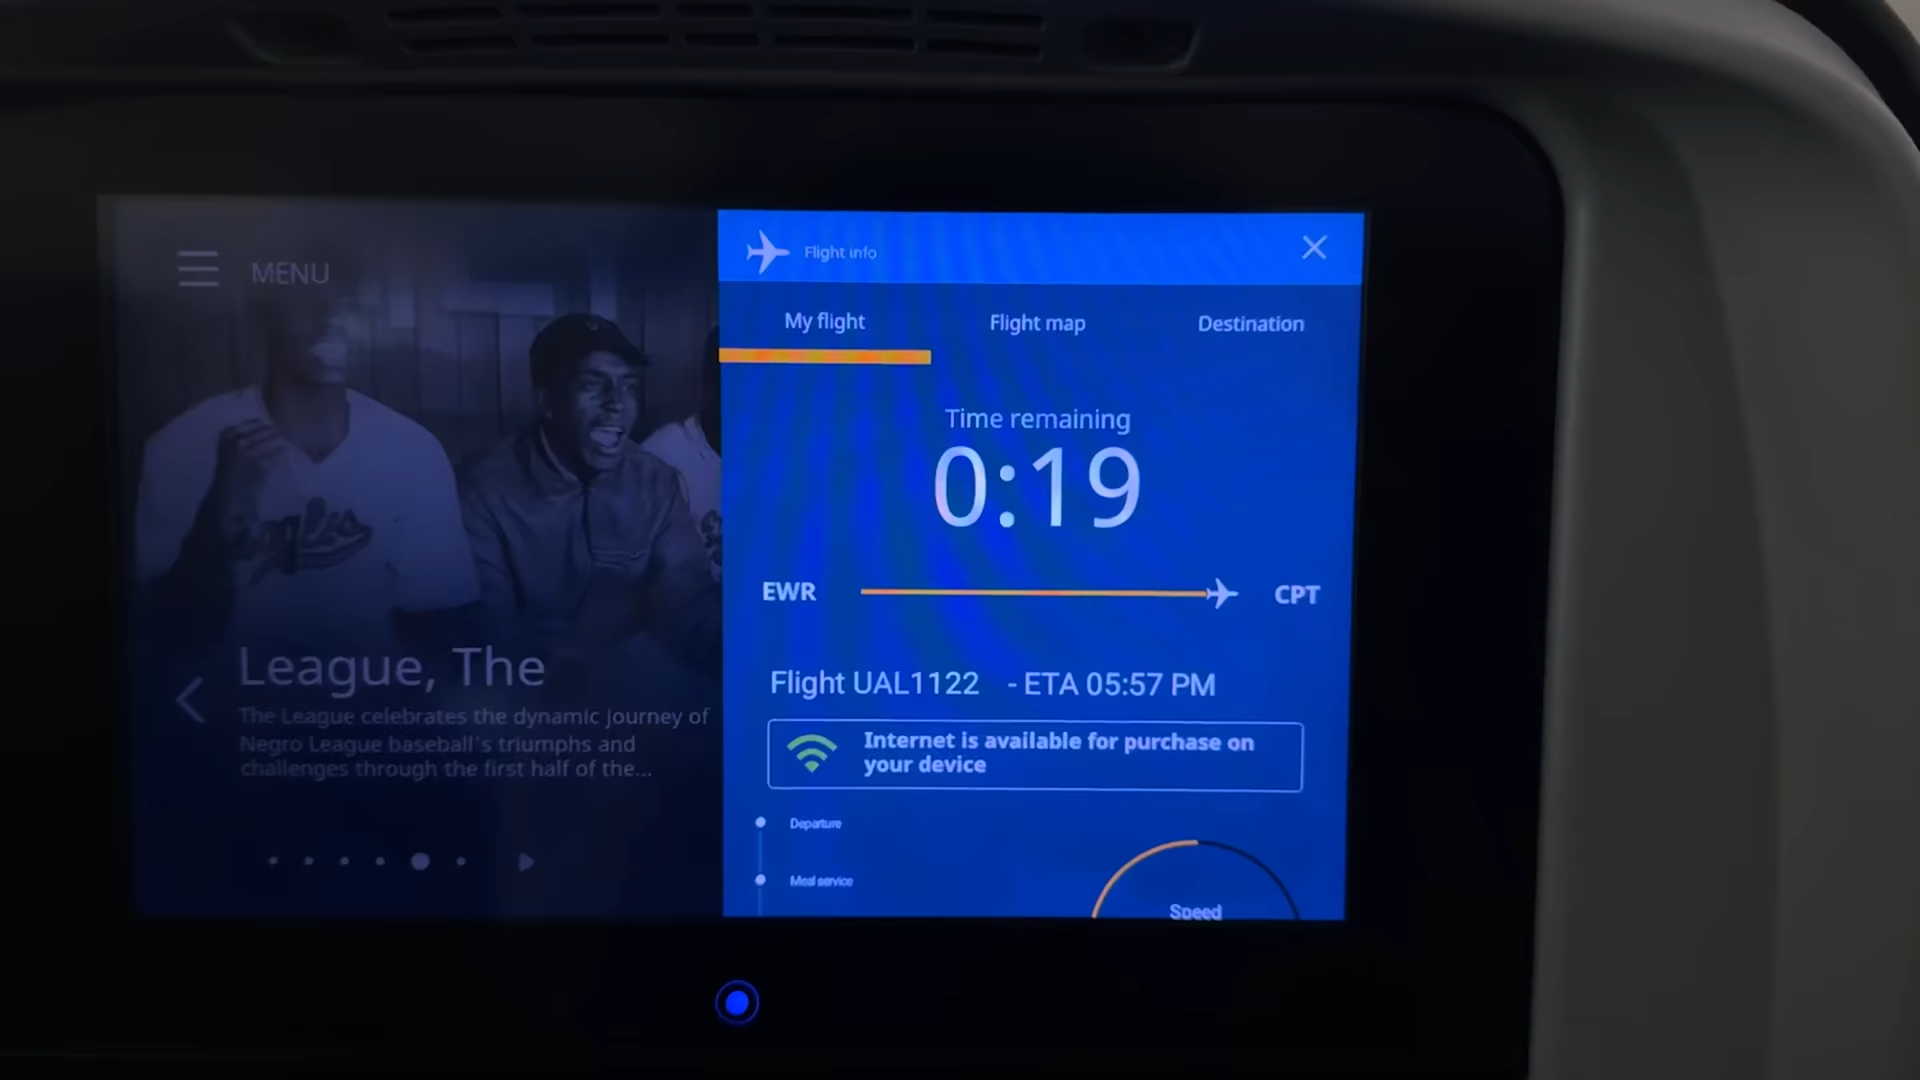 MENU
League, The
The League celebrates the dynamic journey of
Negro League baseball's triumphs and
challenges through the first half of the...
Flight info
My flight
Flight map
Destination
Time remaining
0:19
EWR
CPT
Flight UAL1122 - ETA 05:57 PM
Internet is available for purchase on
your device
Departure
Meal service
Speed